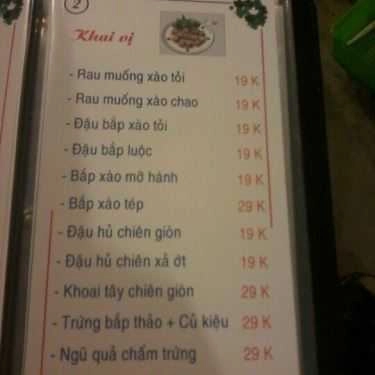 2
Khai vị
- Rau muống xào tỏi 19 K
- Rau muống xào chao 19 K
- Đậu bắp xào tỏi 19 K
- Đậu bắp luộc 19 K
- Bắp xào mỡ hành 19 K
- Bắp xào tép 29 K
- Đậu hủ chiên giòn 19 K
- Đậu hủ chiên xả ớt 19 K
- Khoai tây chiên giòn 29 K
- Trứng bắp thảo + Củ kiệu 29 K
- Ngũ quả chấm trứng 29 K